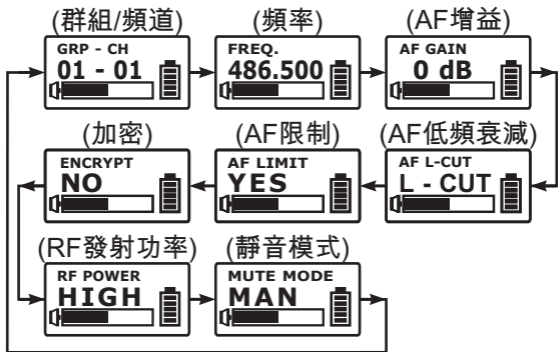 (群組/頻道) (頻率) (AF增益)
GRP - CH FREQ. AF GAIN
01 - 01 486.500 0 dB
(加密) (AF限制) (AF低頻衰減)
ENCRYPT AF LIMIT AF L-CUT
NO YES L - CUT
(RF發射功率) (靜音模式)
RF POWER MUTE MODE
HIGH MAN